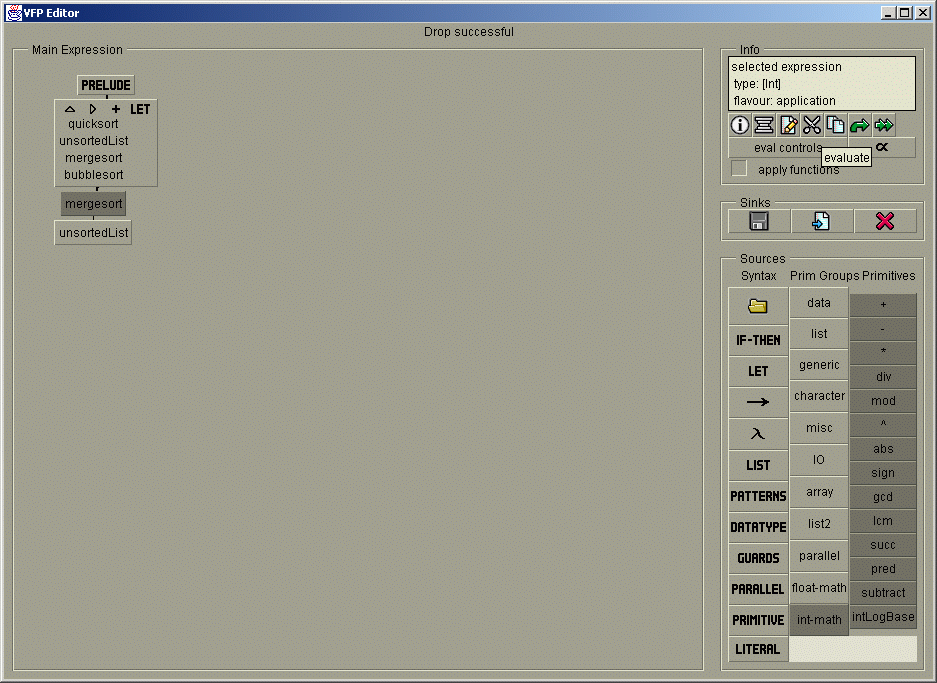 VFP Editor
Drop successful
Main Expression
PRELUDE
+ LET
quicksort
unsortedList
mergesort
bubblesort
mergesort
unsortedList
Info
selected expression
type: [Int]
flavour: application
eval controls
α
evaluate
apply functions
Sinks
Sources
Syntax
IF-THEN
LET
→
λ
LIST
PATTERNS
DATATYPE
GUARDS
PARALLEL
PRIMITIVE
LITERAL
Prim Groups
data
list
generic
character
misc
IO
array
list2
parallel
float-math
int-math
Primitives
+
-
*
div
mod
^
abs
sign
gcd
lcm
succ
pred
subtract
intLogBase